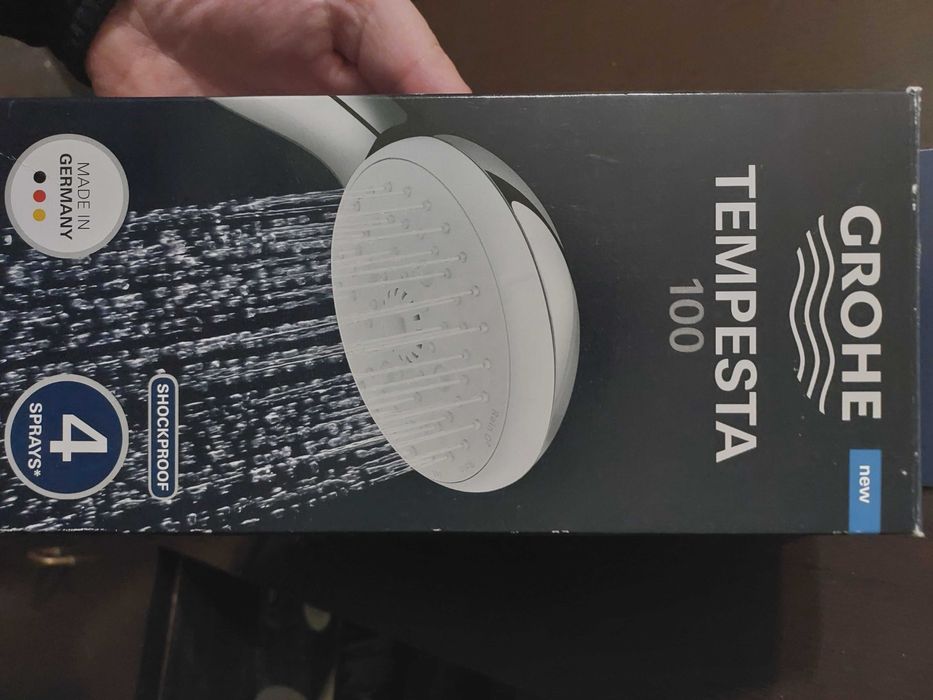 GROHE
new
TEMPESTA
100
SHOCKPROOF
MADE IN
GERMANY
4
SPRAYS*